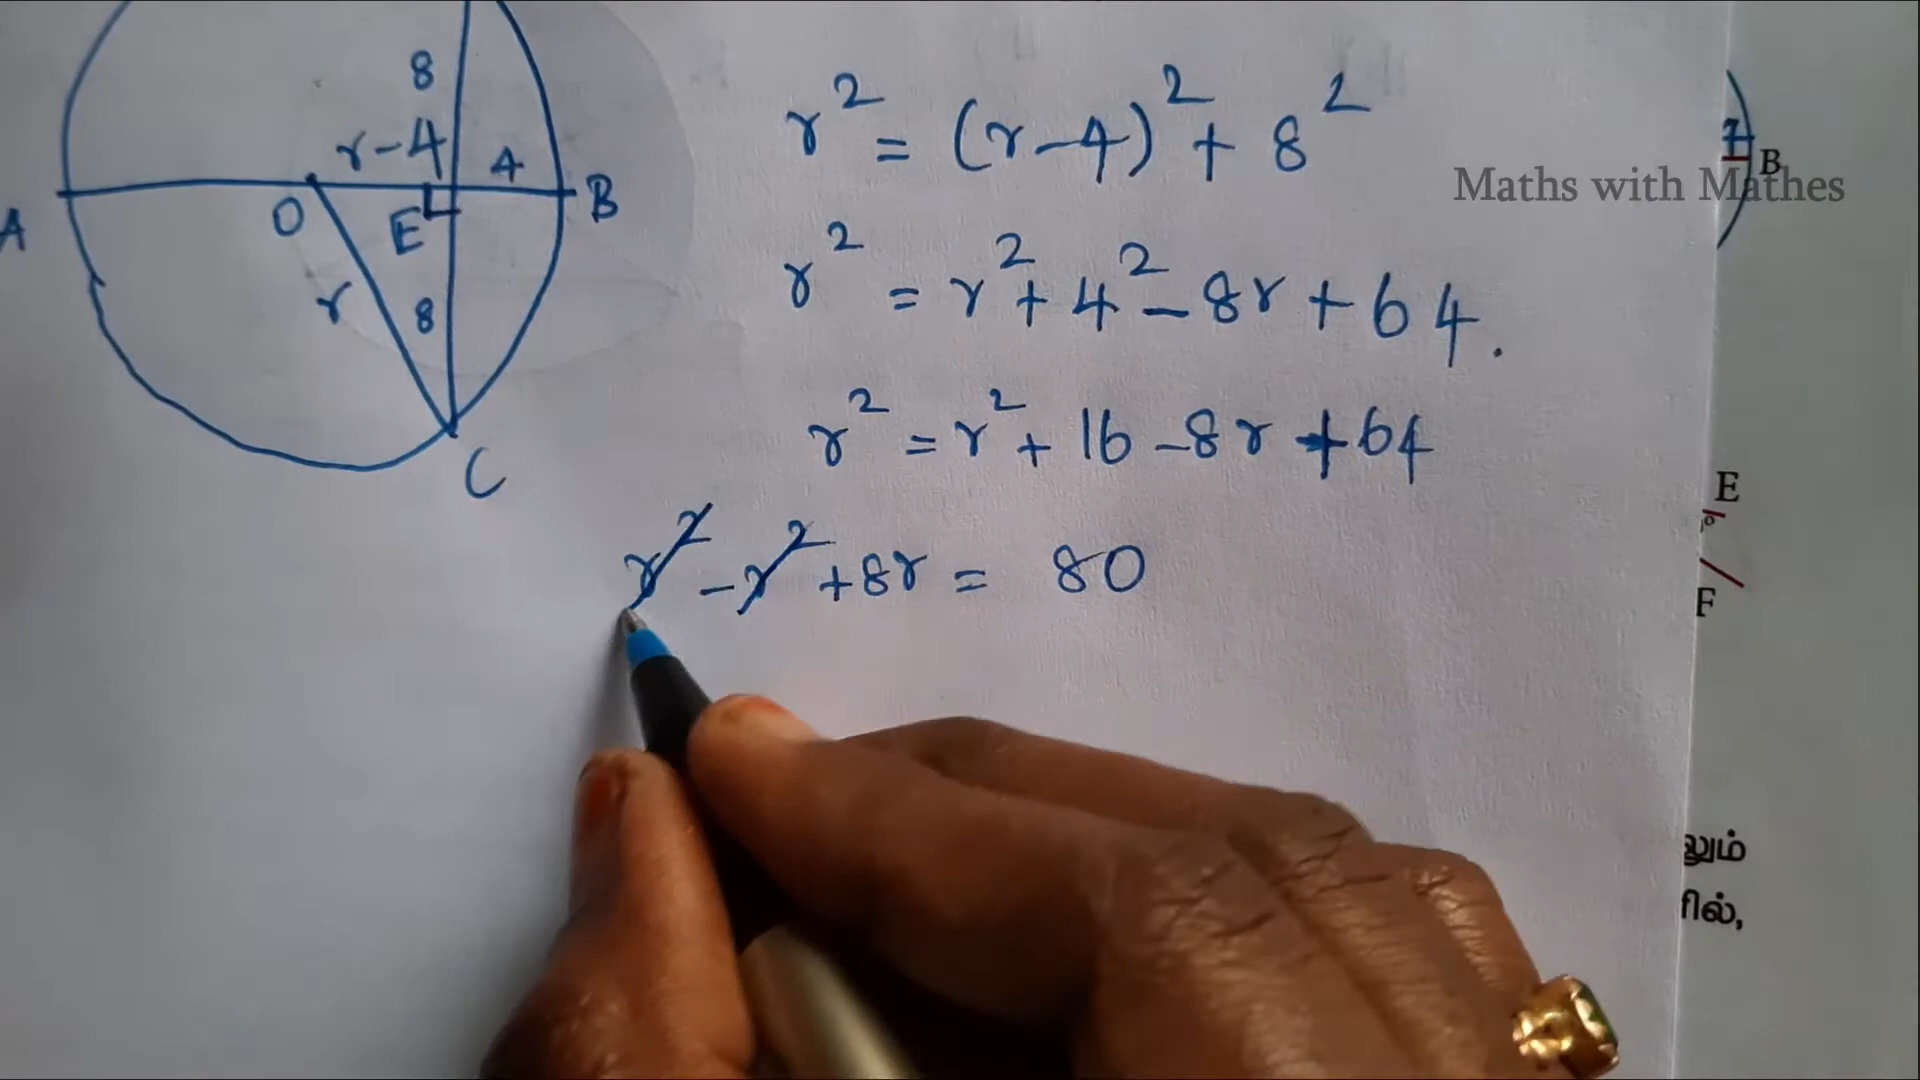 8
r-4
4
A
O
E
B
r
8
C
r² = (r-4)² + 8²
r² = r² + 4² - 8r + 64.
r² = r² + 16 - 8r + 64
r² - r² + 8r = 80
Maths with Mathes
B
E
F
லும்
ரில்,